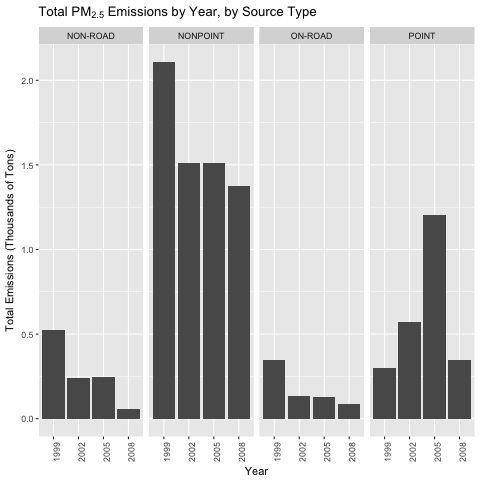 Total PM2.5 Emissions by Year, by Source Type
NON-ROAD NONPOINT ON-ROAD POINT
2.0
1.5
1.0
0.5
0.0
Total Emissions (Thousands of Tons)
1999 2002 2005 2008 1999 2002 2005 2008 1999 2002 2005 2008 1999 2002 2005 2008
Year